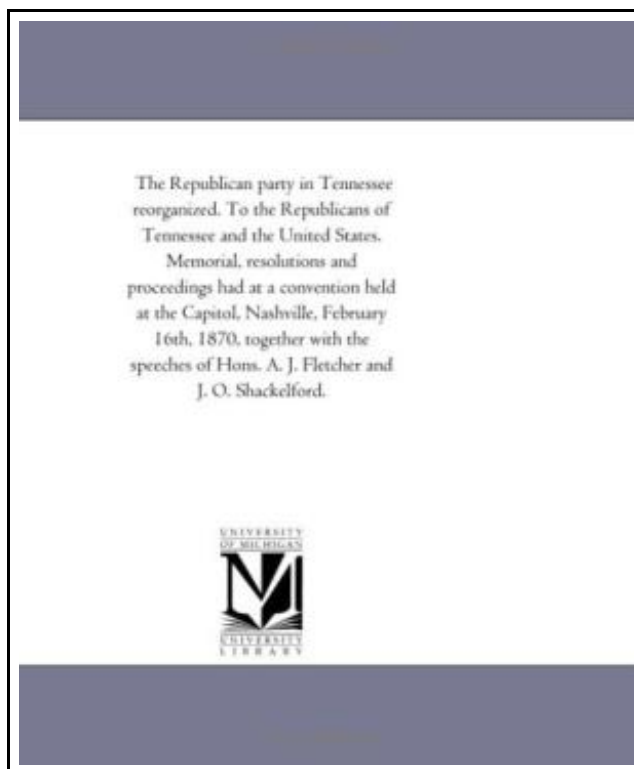 The Republican party in Tennessee
reorganized. To the Republicans of
Tennessee and the United States.
Memorial, resolutions and
proceedings had at a convention held
at the Capitol, Nashville, February
16th, 1870, together with the
speeches of Hons. A. J. Fletcher and
J. O. Shackelford.
UNIVERSITY
OF MICHIGAN
UNIVERSITY
LIBRARY